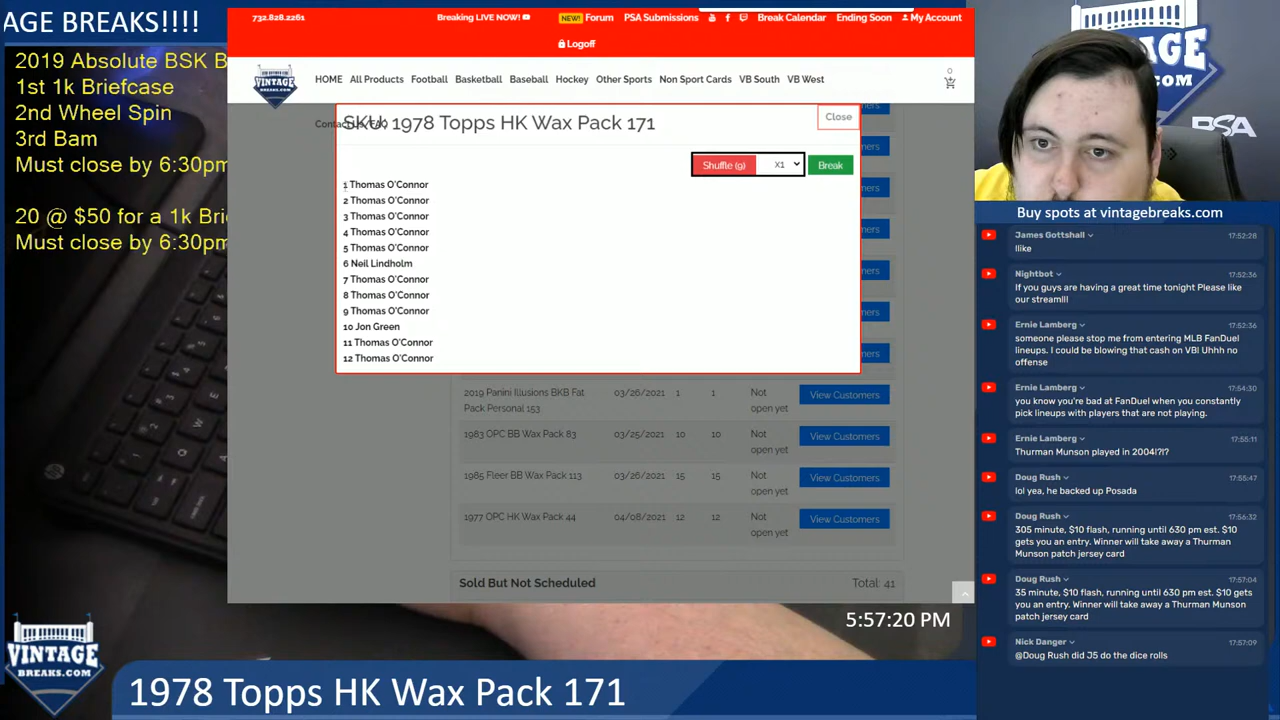 AGE BREAKS!!!!
2019 Absolute BSK B
1st 1k Briefcase
2nd Wheel Spin
3rd Bam
Must close by 6:30pm
20 @ $50 for a 1k Bri
Must close by 6:30pm
732.828.2261
Breaking LIVE NOW!
NEW! Forum
PSA Submissions
Break Calendar
Ending Soon
My Account
Logoff
VINTAGE
BREAKS.COM
HOME
All Products
Football
Basketball
Baseball
Hockey
Other Sports
Non Sport Cards
VB South
VB West
0
1978 Topps HK Wax Pack 171
Close
Shuffle (9)
x1
Break
1 Thomas O'Connor
2 Thomas O'Connor
3 Thomas O'Connor
4 Thomas O'Connor
5 Thomas O'Connor
6 Neil Lindholm
7 Thomas O'Connor
8 Thomas O'Connor
9 Thomas O'Connor
10 Jon Green
11 Thomas O'Connor
12 Thomas O'Connor
2019 Panini Illusions BKB Fat
Pack Personal 153
03/26/2021
1
1
Not
open yet
View Customers
1983 OPC BB Wax Pack 83
03/25/2021
10
10
Not
open yet
View Customers
1985 Fleer BB Wax Pack 113
03/26/2021
15
15
Not
open yet
View Customers
1977 OPC HK Wax Pack 44
04/08/2021
12
12
Not
open yet
View Customers
Sold But Not Scheduled
Total: 41
5:57:20 PM
PSA
Buy spots at vintagebreaks.com
James Gottshall
17:52:28
llike
Nightbot
17:52:36
If you guys are having a great time tonight Please like
our streamlll
Ernie Lamberg
17:52:36
someone please stop me from entering MLB FanDuel
lineups. I could be blowing that cash on VB! Uhhh no
offense
Ernie Lamberg
17:54:30
you know you're bad at FanDuel when you constantly
pick lineups with players that are not playing.
Ernie Lamberg
17:55:11
Thurman Munson played in 2004!?!?
Doug Rush
17:55:47
lol yea, he backed up Posada
Doug Rush
17:56:32
305 minute, $10 flash, running until 630 pm est. $10
gets you an entry. Winner will take away a Thurman
Munson patch jersey card
Doug Rush
17:57:04
35 minute, $10 flash, running until 630 pm est. $10 gets
you an entry. Winner will take away a Thurman Munson
patch jersey card
Nick Danger
17:57:09
@Doug Rush did J5 do the dice rolls
VINTAGE
BREAKS.COM
1978 Topps HK Wax Pack 171